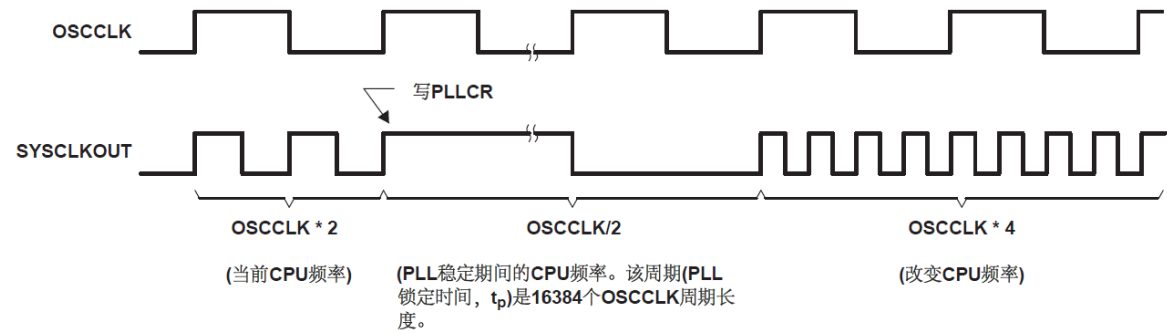 OSCCLK
写PLLCR
SYSCLKOUT
OSCCLK * 2
OSCCLK/2
OSCCLK * 4
(当前CPU频率)
(PLL稳定期间的CPU频率。该周期(PLL
锁定时间，tp)是16384个OSCCLK周期长
度。
(改变CPU频率)